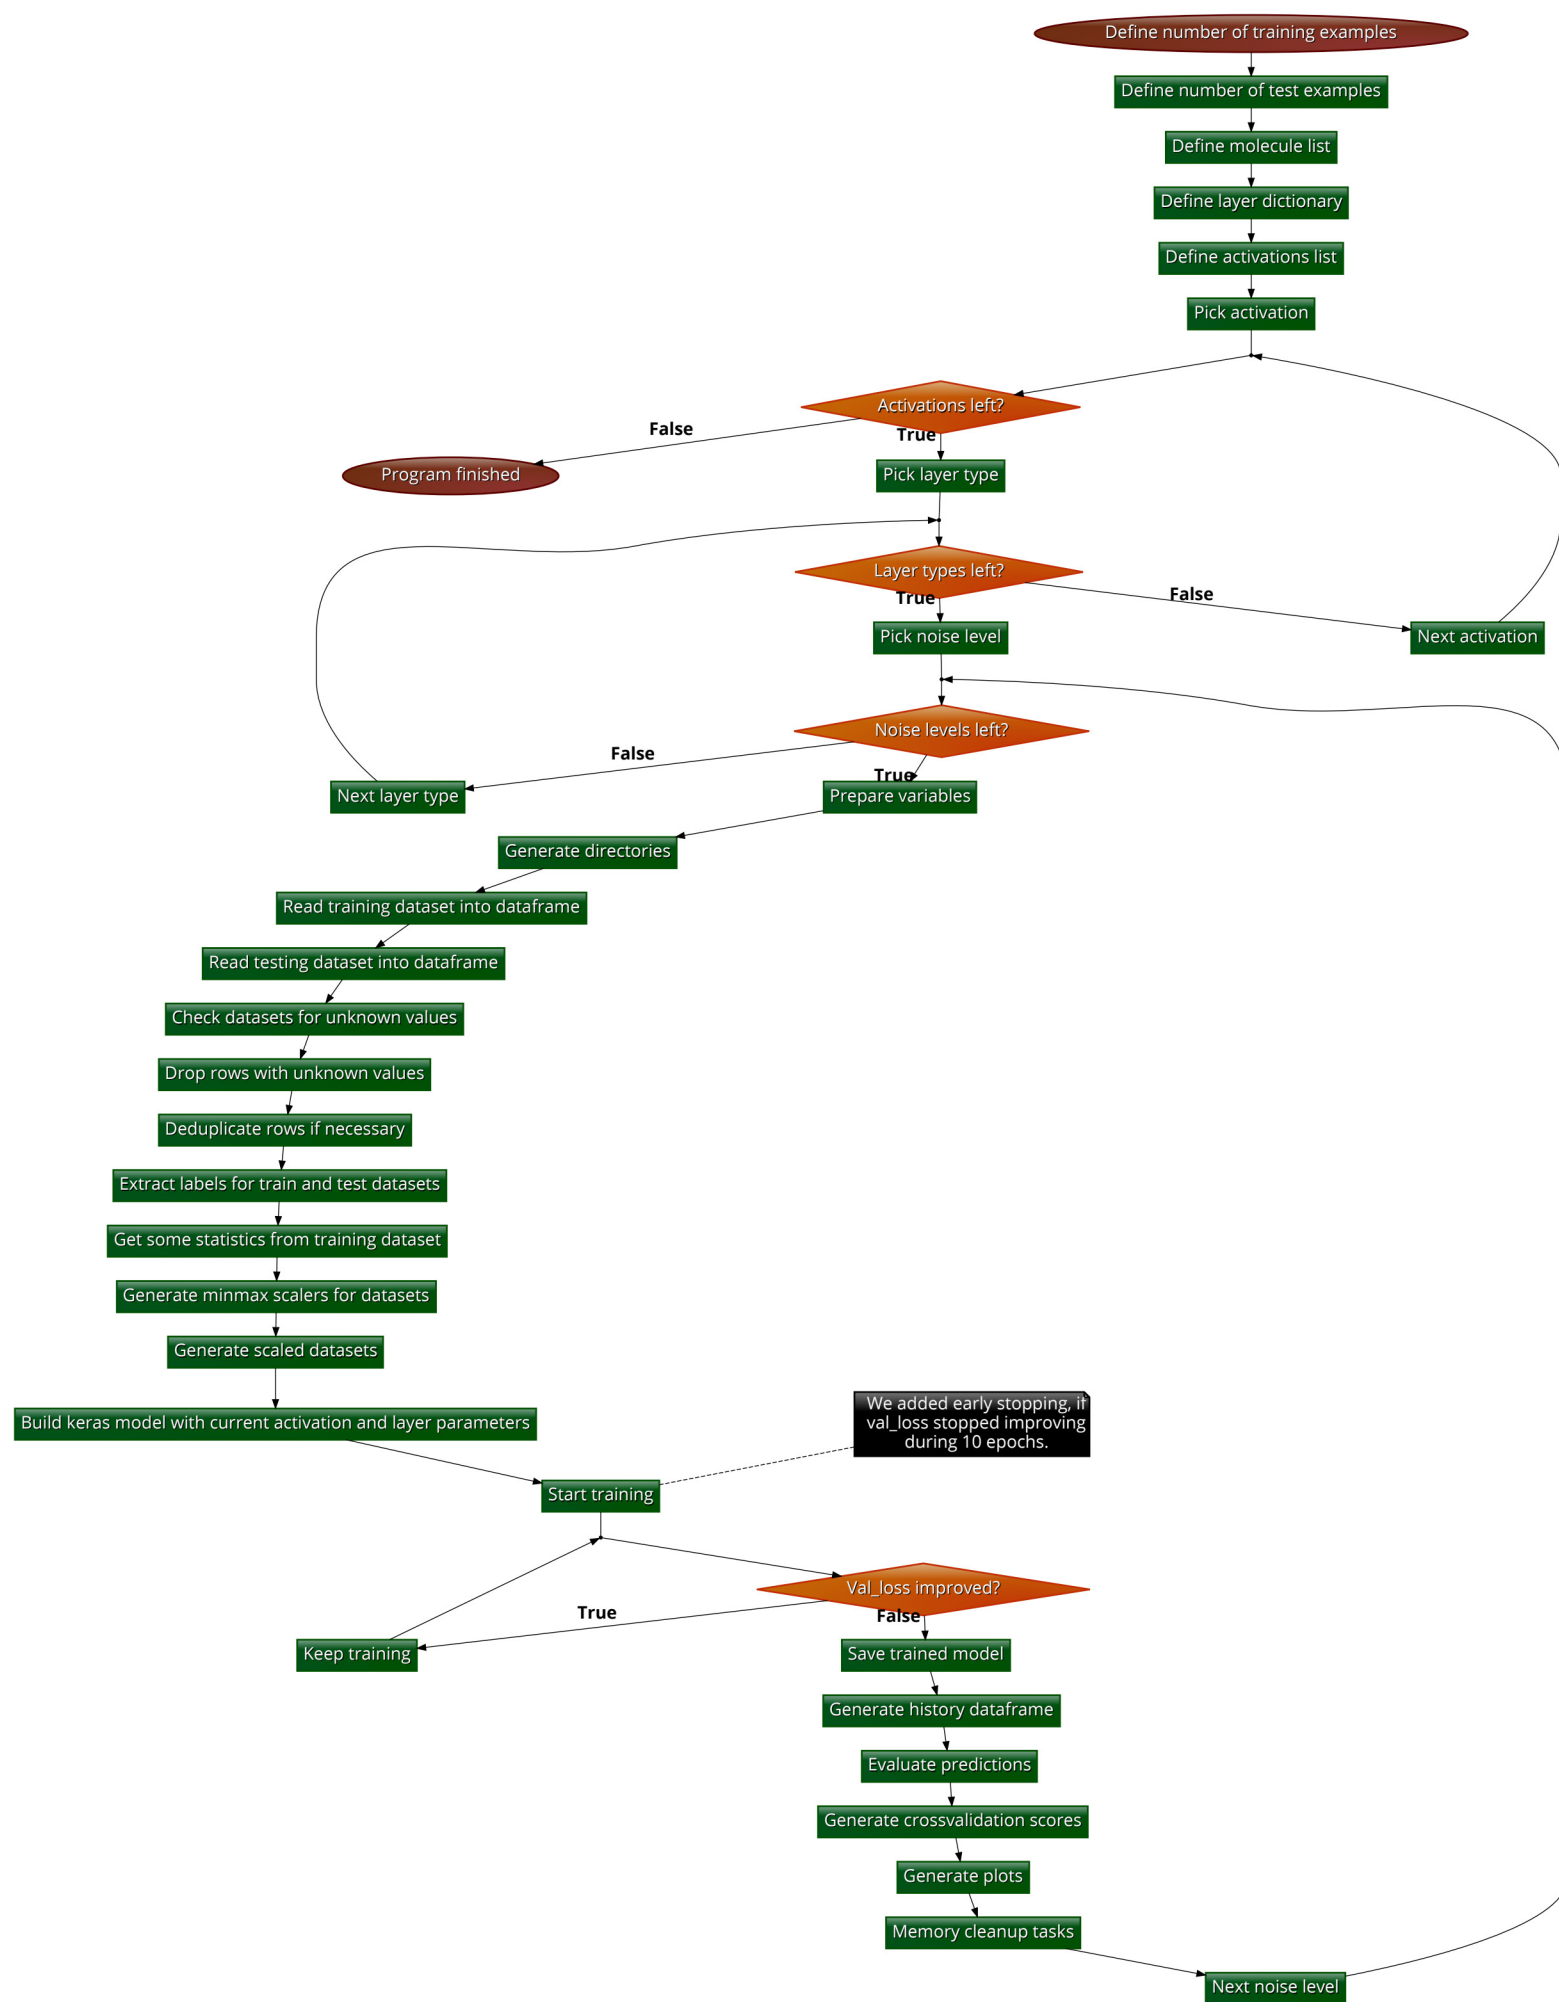 Define number of training examples
Define number of test examples
Define molecule list
Define layer dictionary
Define activations list
Pick activation
Activations left?
False
True
Program finished
Pick layer type
Layer types left?
True
False
Pick noise level
Next activation
Noise levels left?
False
True
Next layer type
Prepare variables
Generate directories
Read training dataset into dataframe
Read testing dataset into dataframe
Check datasets for unknown values
Drop rows with unknown values
Deduplicate rows if necessary
Extract labels for train and test datasets
Get some statistics from training dataset
Generate minmax scalers for datasets
Generate scaled datasets
We added early stopping, if
val_loss stopped improving
during 10 epochs.
Build keras model with current activation and layer parameters
Start training
Val_loss improved?
True
False
Keep training
Save trained model
Generate history dataframe
Evaluate predictions
Generate crossvalidation scores
Generate plots
Memory cleanup tasks
Next noise level